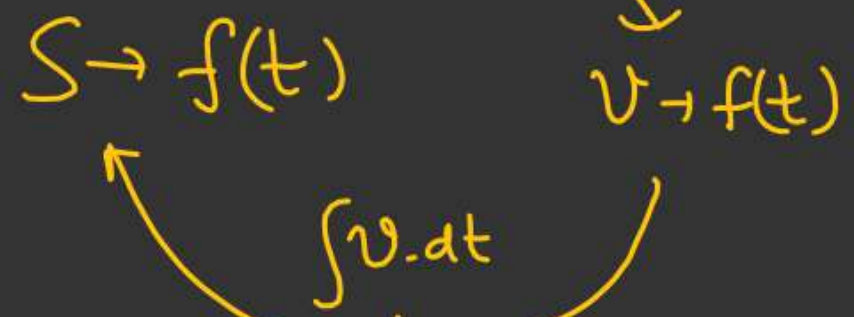 S→ f(t)
v→ f(t)
∫v.dt